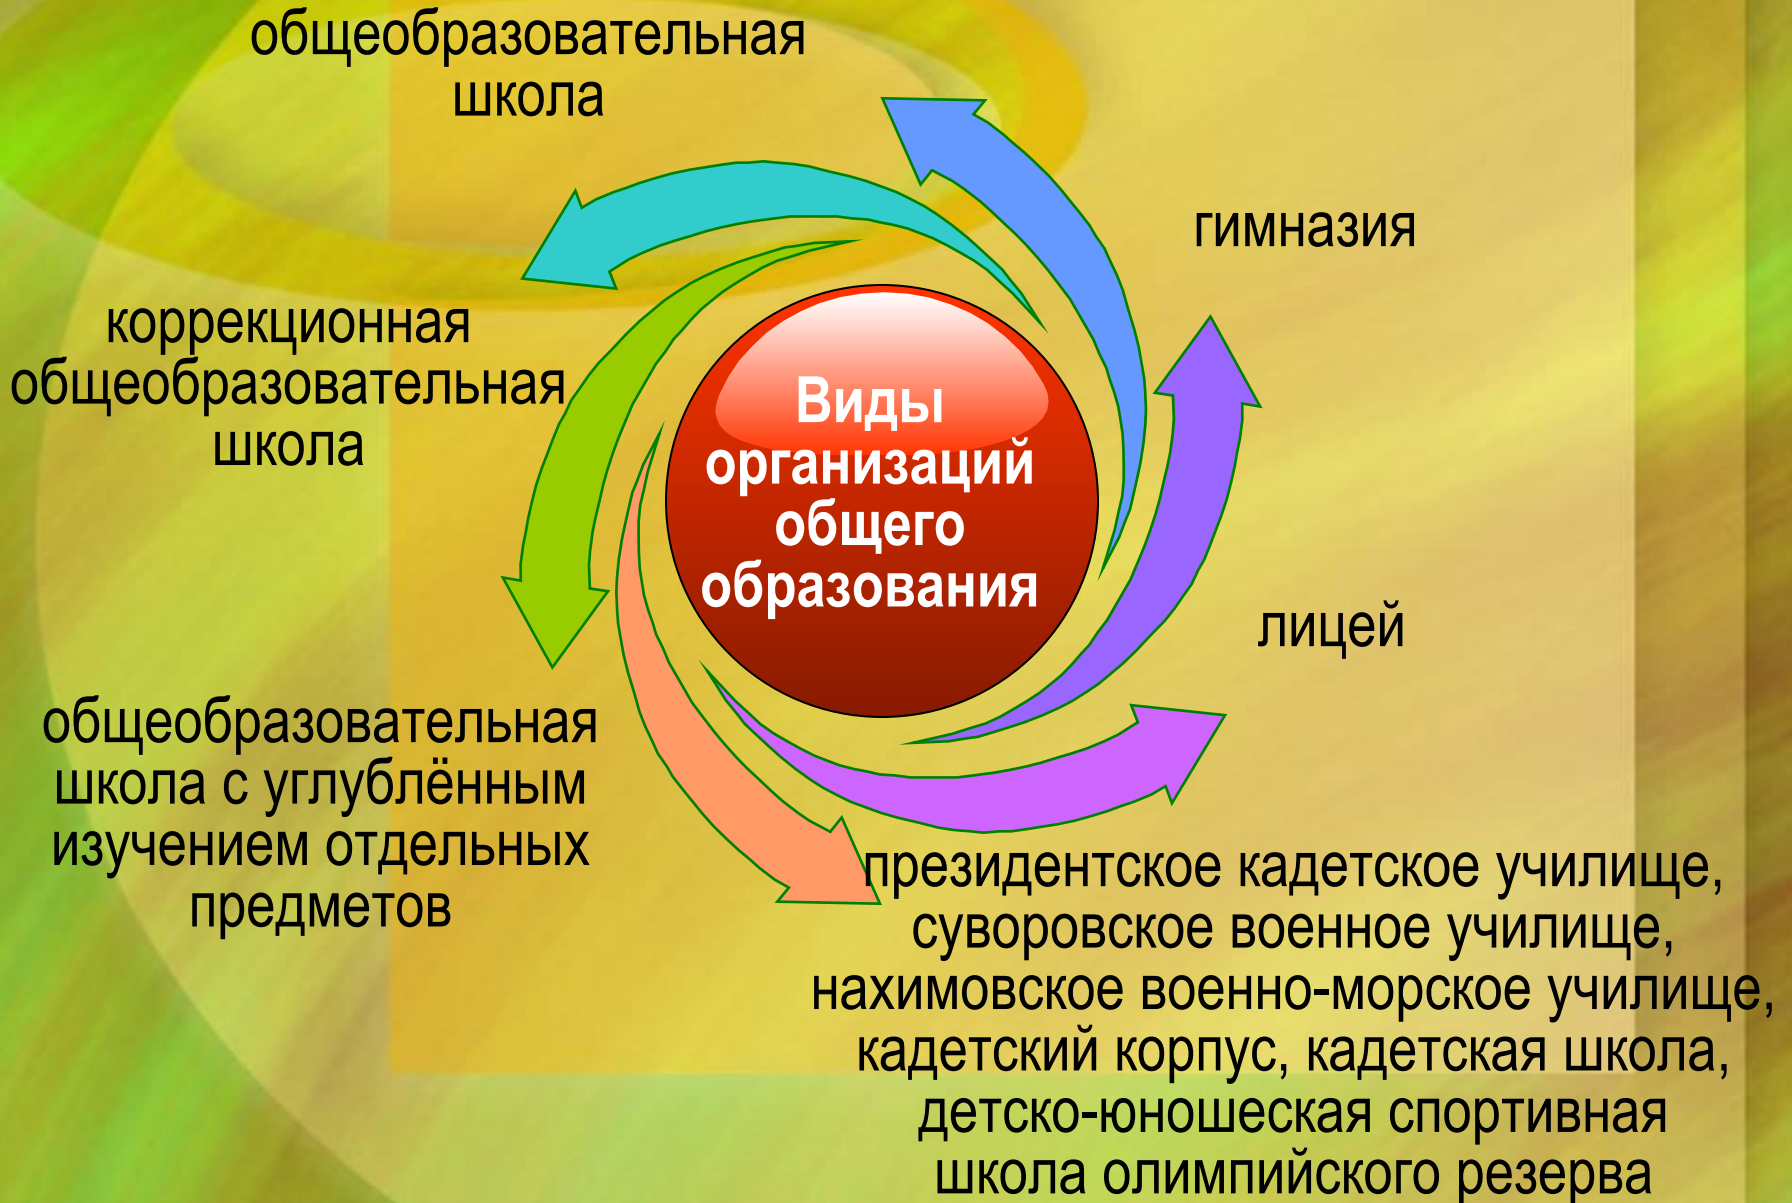 общеобразовательная
школа
гимназия
коррекционная
общеобразовательная
школа
Виды
организаций
общего
образования
лицей
общеобразовательная
школа с углублённым
изучением отдельных
предметов
президентское кадетское училище,
суворовское военное училище,
нахимовское военно-морское училище,
кадетский корпус, кадетская школа,
детско-юношеская спортивная
школа олимпийского резерва